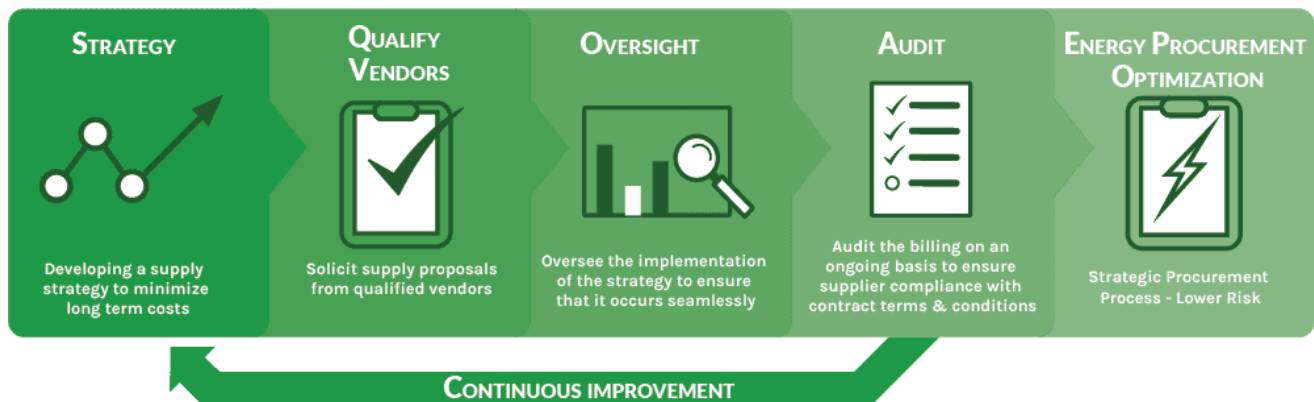 STRATEGY
Developing a supply
strategy to minimize
long term costs
QUALIFY
VENDORS
Solicit supply proposals
from qualified vendors
OVERSIGHT
Oversee the implementation
of the strategy to ensure
that it occurs seamlessly
AUDIT
Audit the billing on an
ongoing basis to ensure
supplier compliance with
contract terms & conditions
ENERGY PROCUREMENT
OPTIMIZATION
Strategic Procurement
Process - Lower Risk
CONTINUOUS IMPROVEMENT